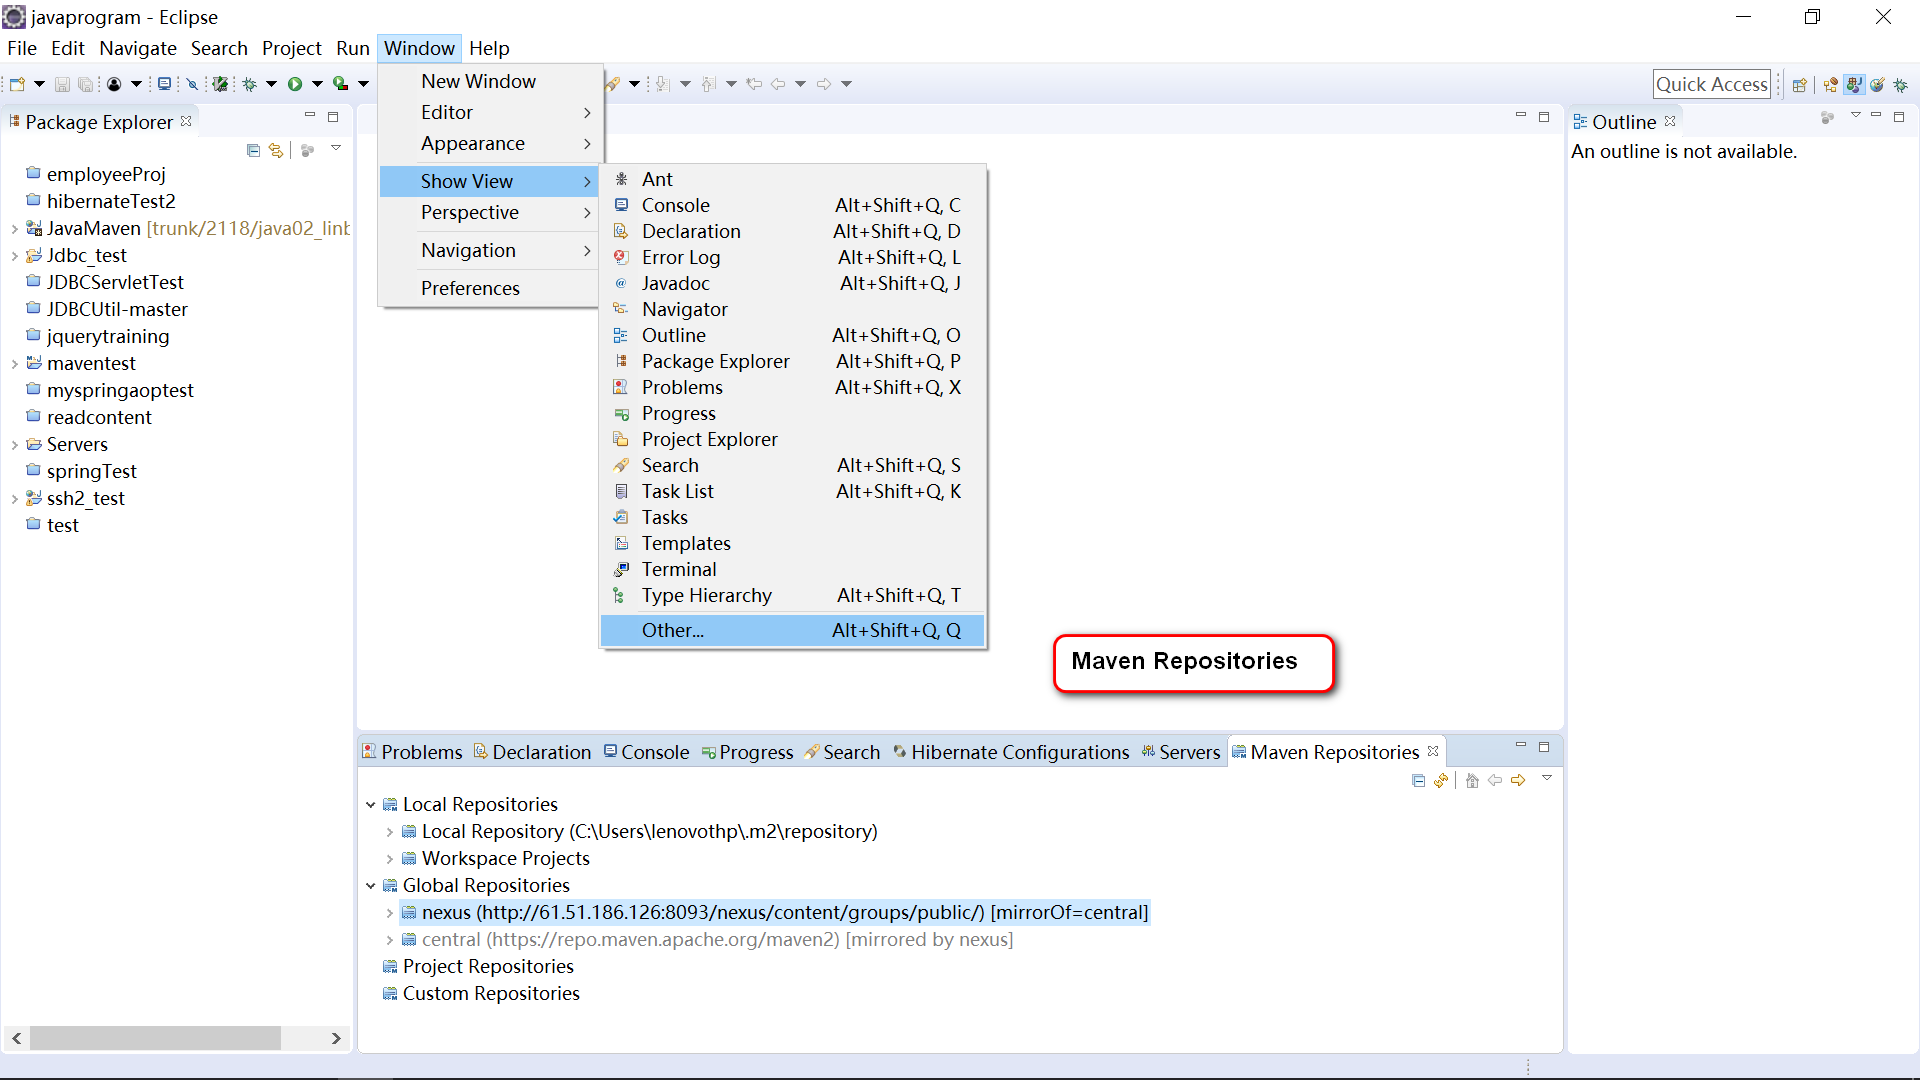 javaprogram - Eclipse
File Edit Navigate Search Project Run Window Help
Quick Access
Package Explorer
employeeProj
hibernateTest2
JavaMaven [trunk/2118/java02_linb
Jdbc_test
JDBCServletTest
JDBCUtil-master
jquerytraining
maventest
myspringaoptest
readcontent
Servers
springTest
ssh2_test
test
New Window
Editor
Appearance
Show View
Perspective
Navigation
Preferences
Ant
Console Alt+Shift+Q, C
Declaration Alt+Shift+Q, D
Error Log Alt+Shift+Q, L
Javadoc Alt+Shift+Q, J
Navigator
Outline Alt+Shift+Q, O
Package Explorer Alt+Shift+Q, P
Problems Alt+Shift+Q, X
Progress
Project Explorer
Search Alt+Shift+Q, S
Task List Alt+Shift+Q, K
Tasks
Templates
Terminal
Type Hierarchy Alt+Shift+Q, T
Other... Alt+Shift+Q, Q
Outline
An outline is not available.
Maven Repositories
Problems Declaration Console Progress Search Hibernate Configurations Servers Maven Repositories
Local Repositories
Local Repository (C:\Users\lenovothp\.m2\repository)
Workspace Projects
Global Repositories
nexus (http://61.51.186.126:8093/nexus/content/groups/public/) [mirrorOf=central]
central (https://repo.maven.apache.org/maven2) [mirrored by nexus]
Project Repositories
Custom Repositories